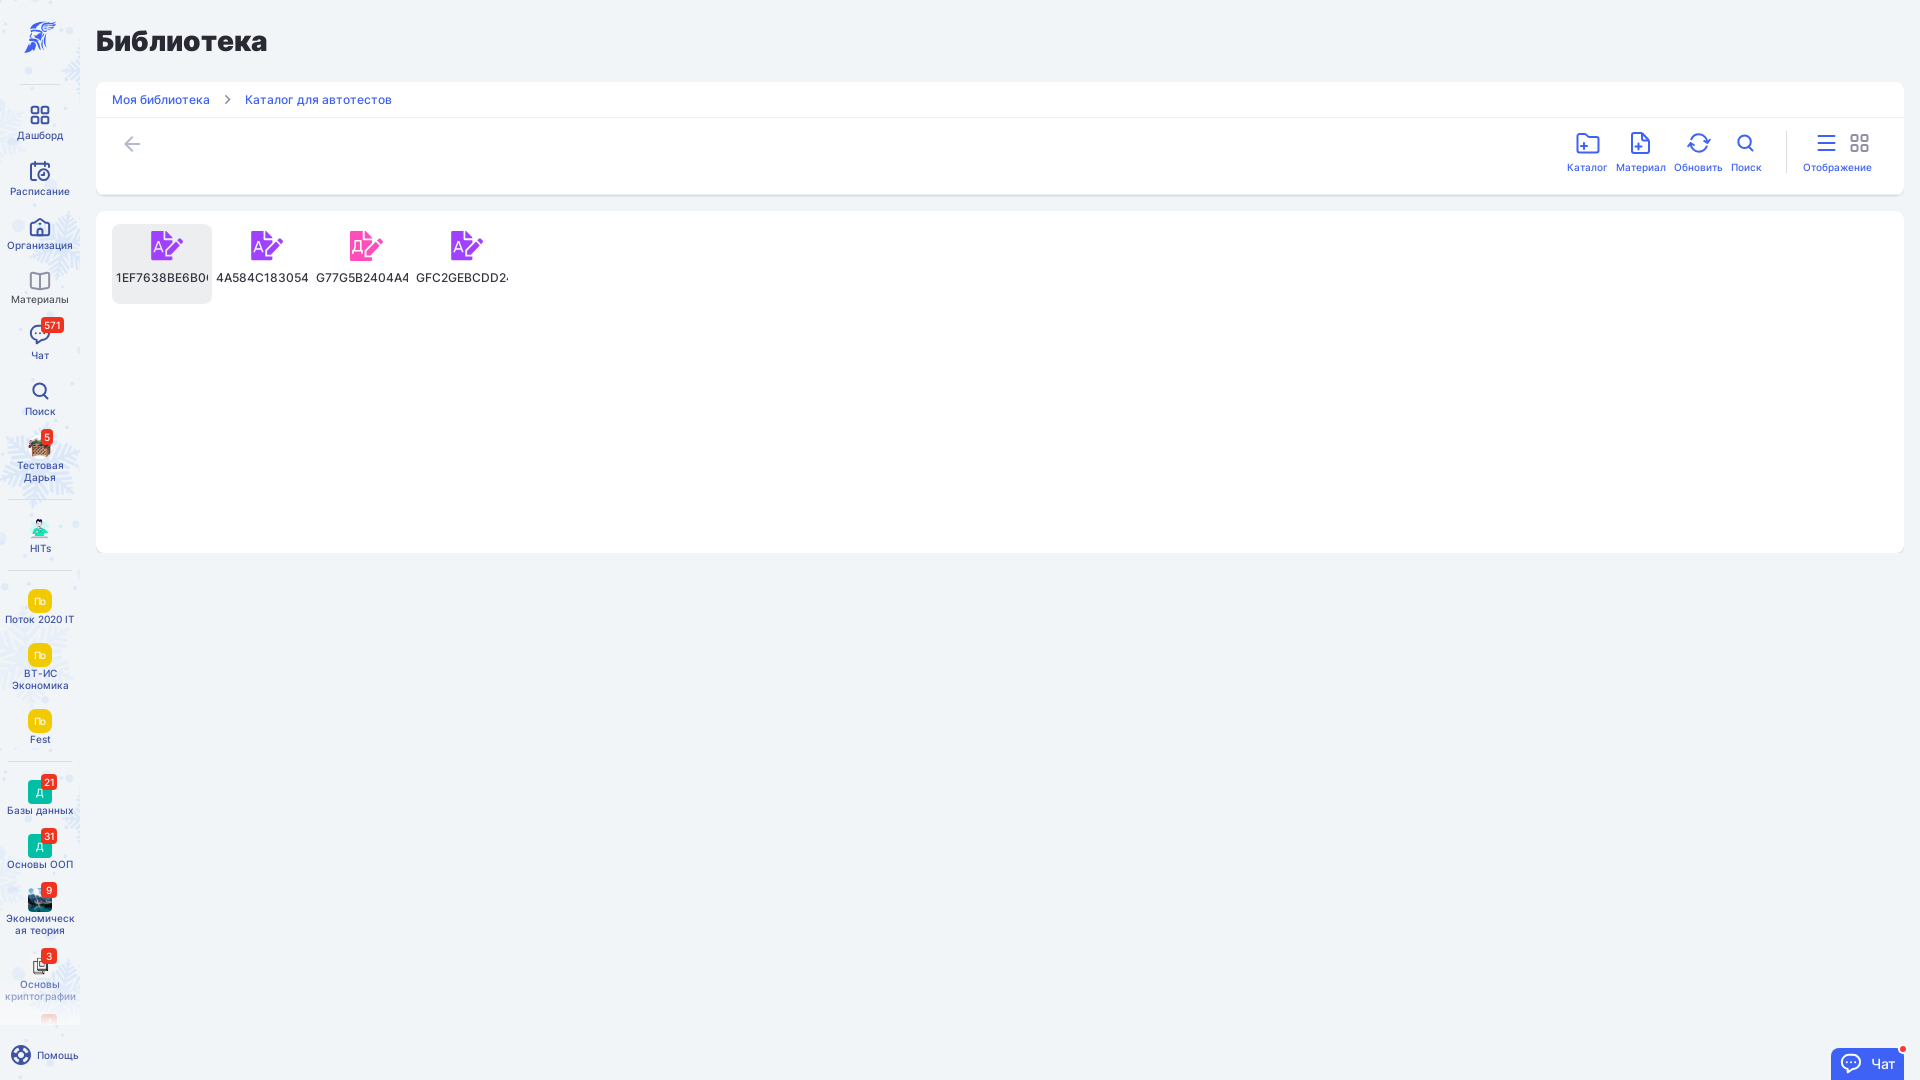 Библиотека
Моя библиотека
Каталог для автотестов
Каталог
Материал
Обновить
Поиск
Отображение
1EF7638BE6B0
4A584C183054
G77G5B2404A4
GFC2GEBCDD2
Дашборд
Расписание
Организация
Материалы
571
Чат
Поиск
5
Тестовая
Дарья
HITs
По
Поток 2020 IT
По
ВТ-ИС
Экономика
По
Fest
21
Д
Базы данных
31
Д
Основы ООП
9
Экономическ
ая теория
3
Основы
криптографии
Помощь
Чат